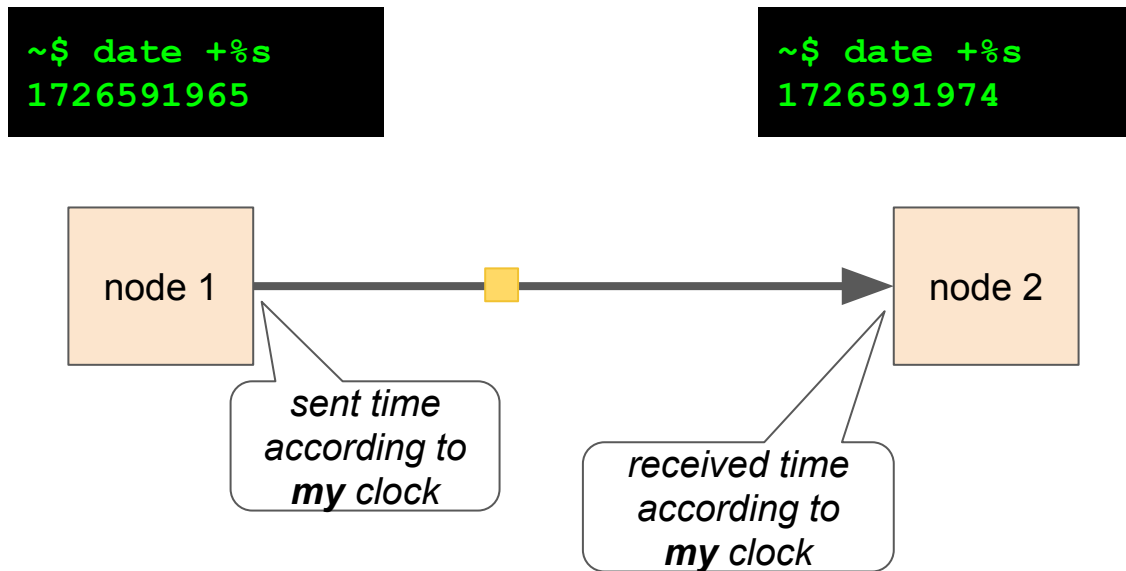 ~$ date +%s
1726591965
~$ date +%s
1726591974
node 1
node 2
sent time
according to
my clock
received time
according to
my clock